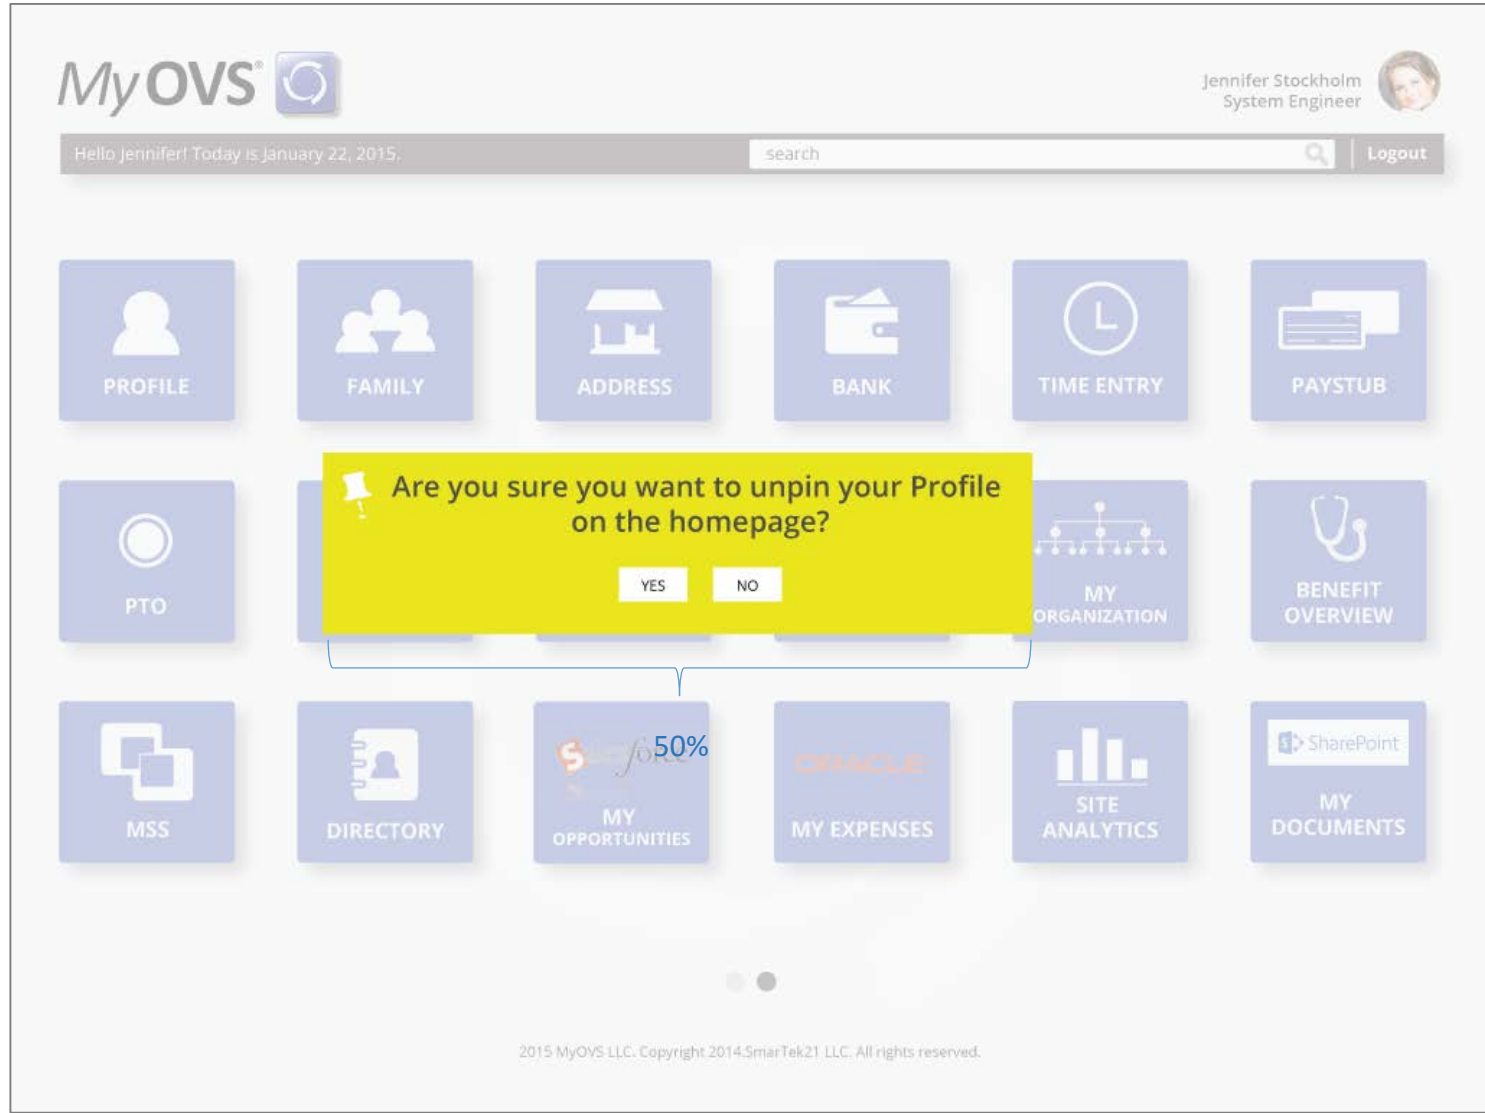 MyOVS®
Jennifer Stockholm
System Engineer
Hello Jennifer! Today is January 22, 2015.
search
Logout
PROFILE
FAMILY
ADDRESS
BANK
TIME ENTRY
PAYSTUB
Are you sure you want to unpin your Profile
on the homepage?
YES
NO
PTO
MY
ORGANIZATION
BENEFIT
OVERVIEW
50%
MSS
DIRECTORY
MY
OPPORTUNITIES
ORACLE
MY EXPENSES
SITE
ANALYTICS
SharePoint
MY
DOCUMENTS
2015 MyOVS LLC. Copyright 2014.SmarTek21 LLC. All rights reserved.